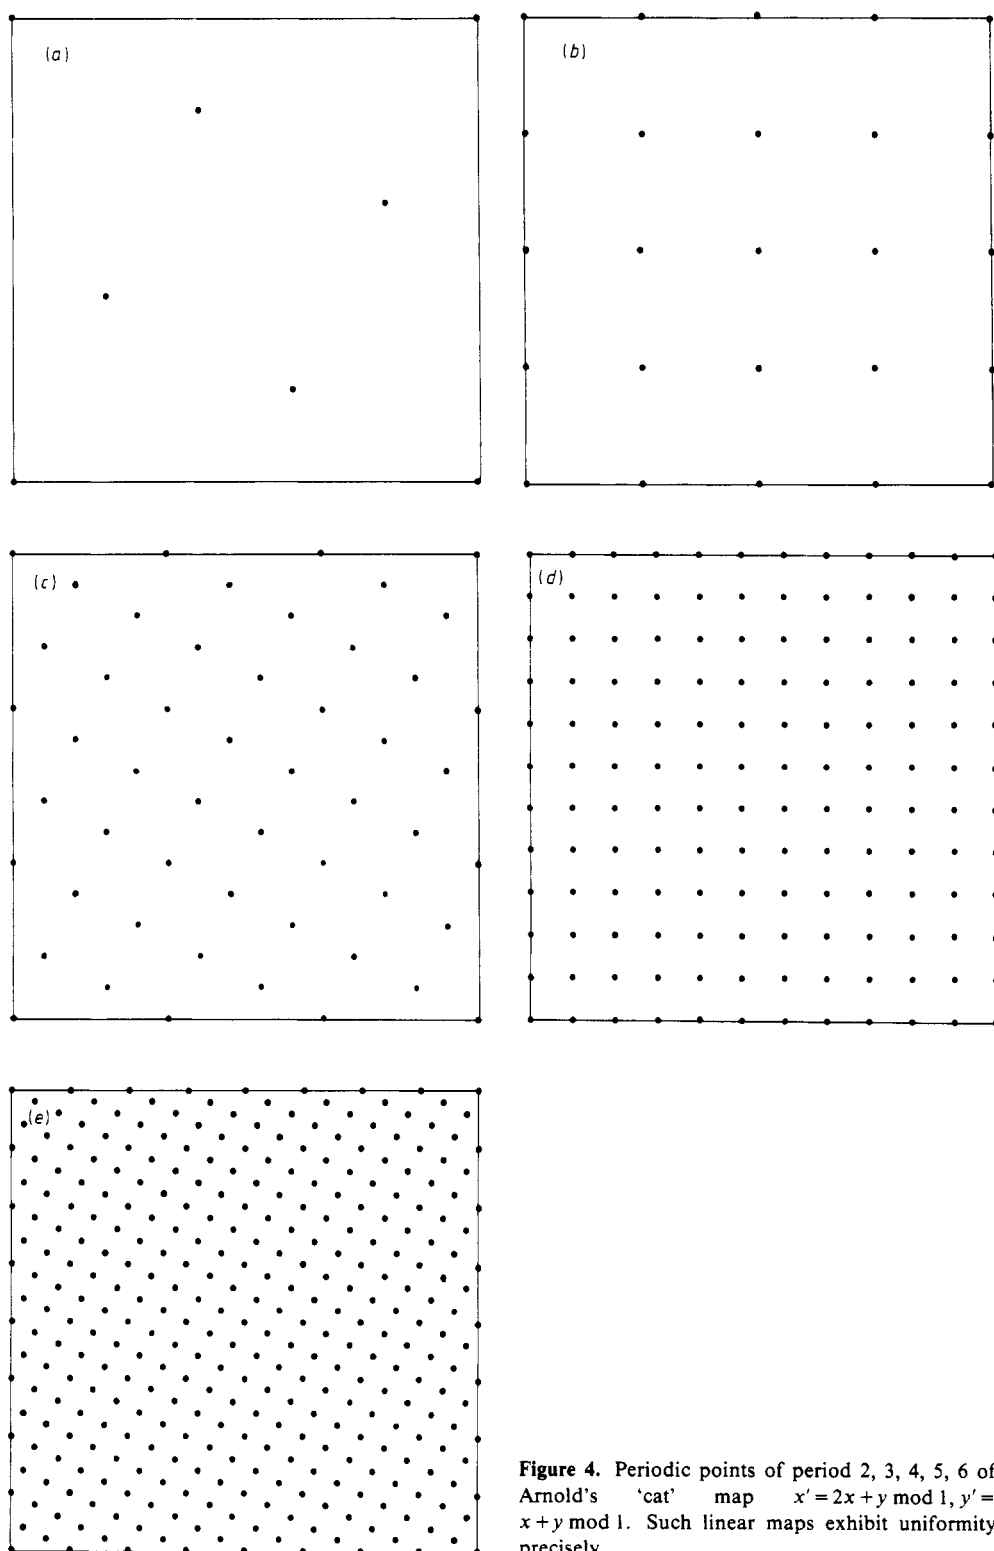 (a)
(b)
(c)
(d)
(e)
Figure 4. Periodic points of period 2, 3, 4, 5, 6 of
Arnold's 'cat' map x' = 2x + y mod 1, y' =
x + y mod 1. Such linear maps exhibit uniformity
precisely